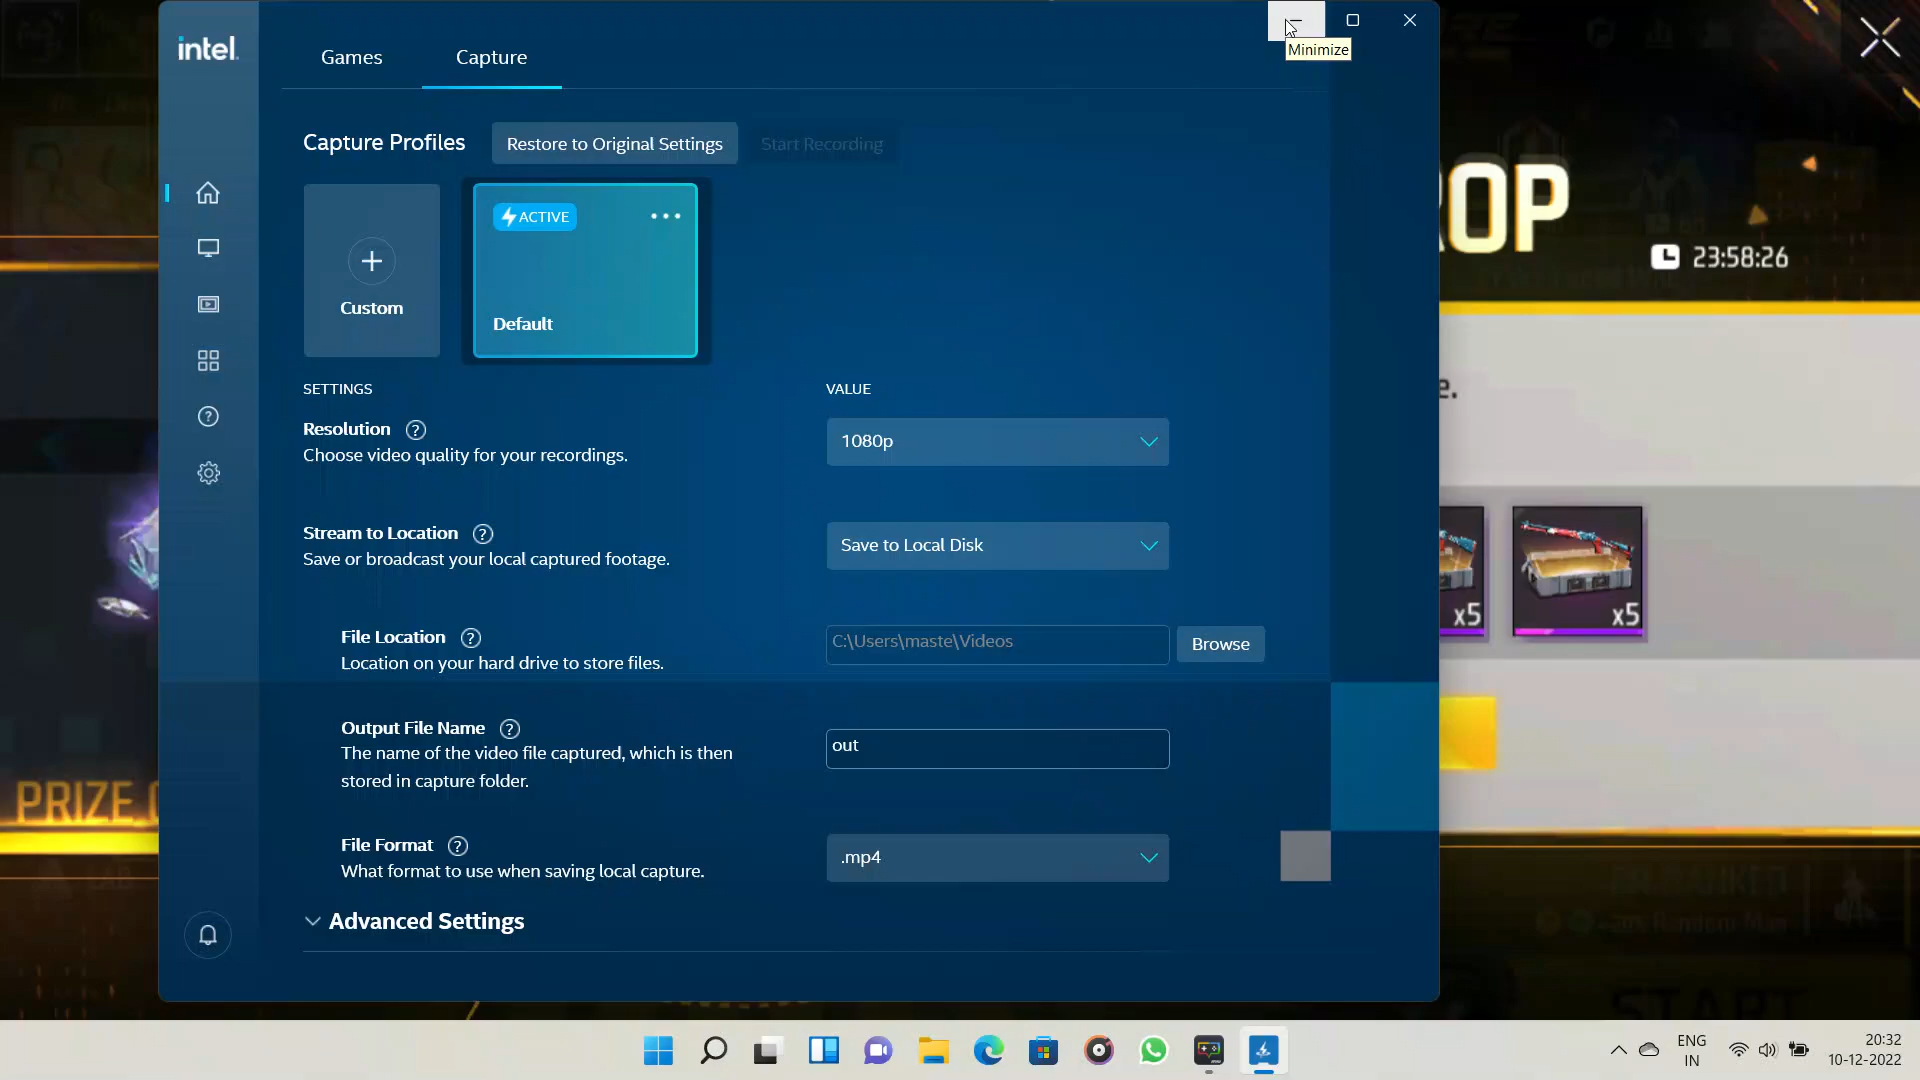 intel.
Games
Capture
Minimize
Capture Profiles
Restore to Original Settings
Start Recording
ACTIVE
Custom
Default
SETTINGS
VALUE
Resolution ?
Choose video quality for your recordings.
1080p
Stream to Location ?
Save or broadcast your local captured footage.
Save to Local Disk
File Location ?
Location on your hard drive to store files.
C:\Users\maste\Videos
Browse
Output File Name ?
The name of the video file captured, which is then
stored in capture folder.
out
File Format ?
What format to use when saving local capture.
.mp4
Advanced Settings
ROP
23:58:26
e.
x5
x5
PRIZE
START
ENG
IN
20:32
10-12-2022